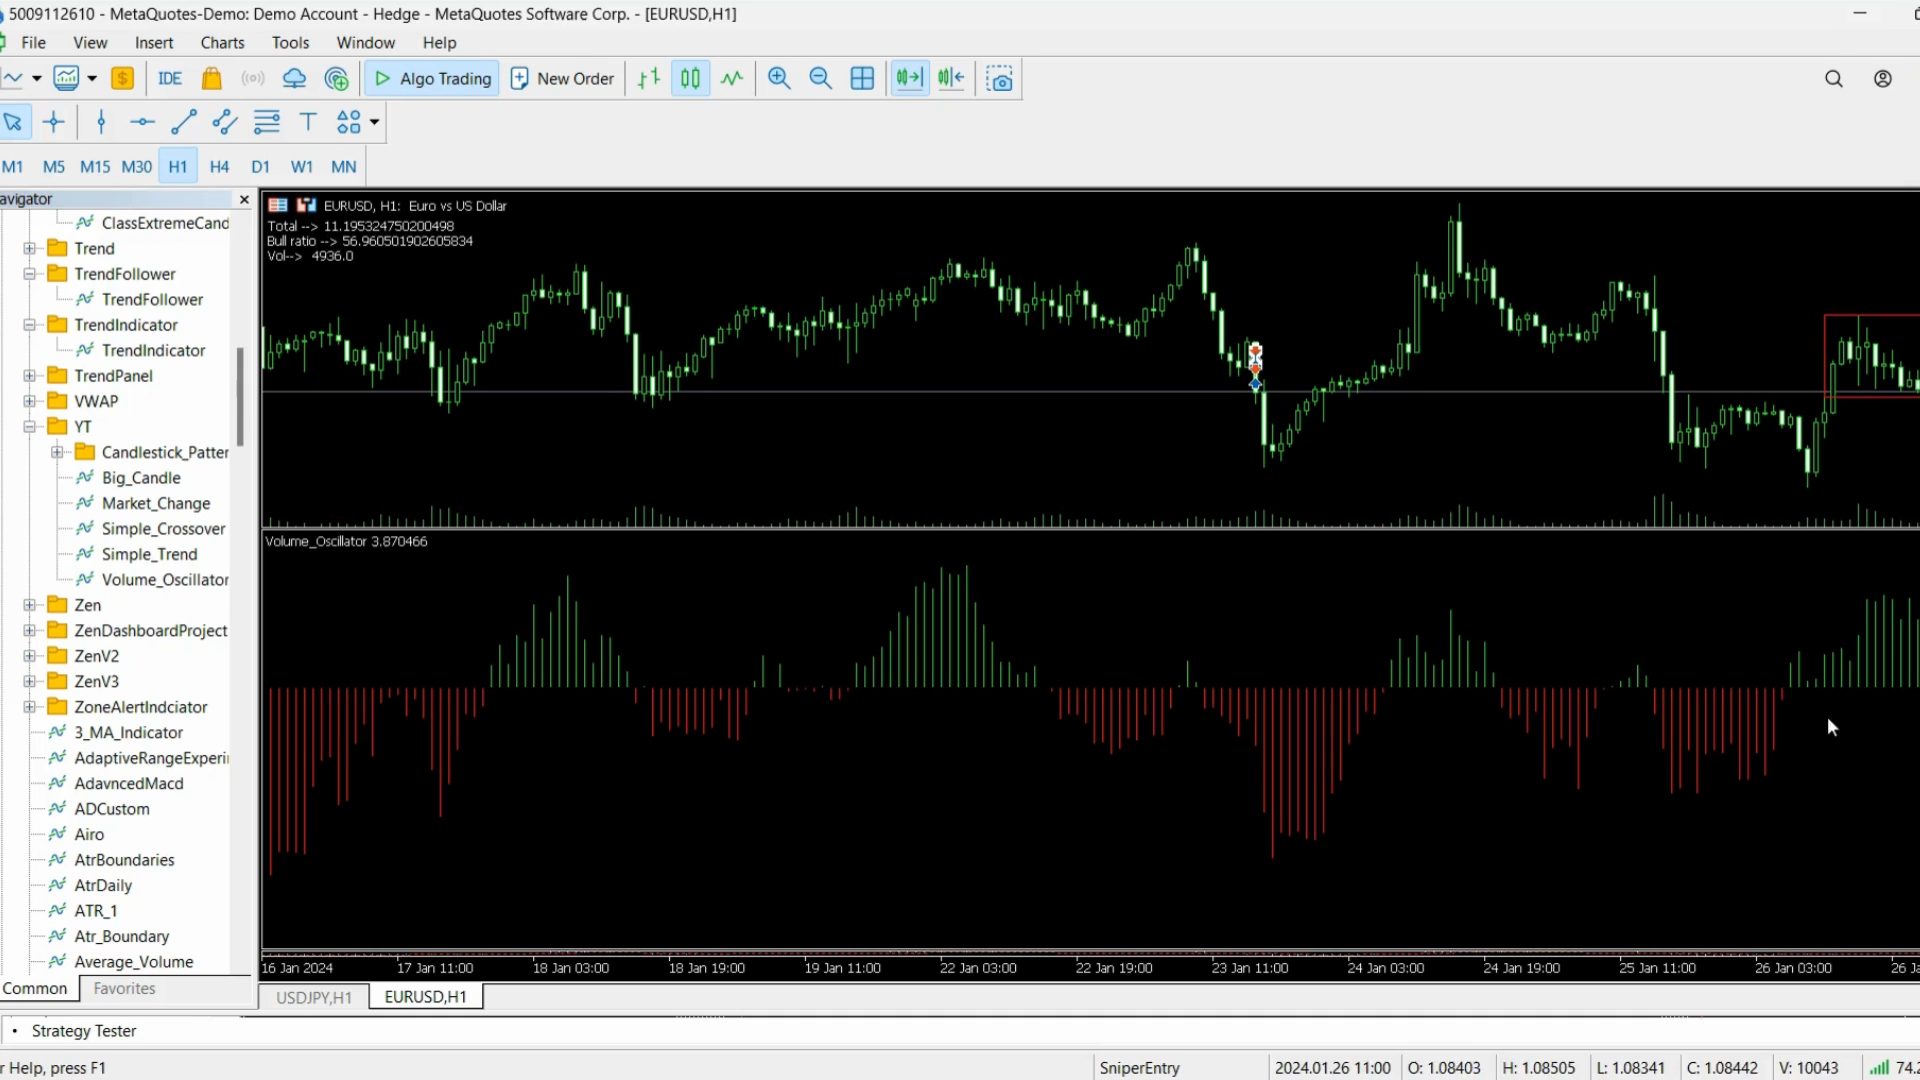 5009112610 - MetaQuotes-Demo: Demo Account - Hedge - MetaQuotes Software Corp. - [EURUSD,H1]
File View Insert Charts Tools Window Help
IDE Algo Trading New Order
M1 M5 M15 M30 H1 H4 D1 W1 MN
avigator
ClassExtremeCand
Trend
TrendFollower
TrendFollower
TrendIndicator
TrendIndicator
TrendPanel
VWAP
YT
Candlestick_Patter
Big_Candle
Market_Change
Simple_Crossover
Simple_Trend
Volume_Oscillator
Zen
ZenDashboardProject
ZenV2
ZenV3
ZoneAlertIndciator
3_MA_Indicator
AdaptiveRangeExperi
AdavncedMacd
ADCustom
Airo
AtrBoundaries
AtrDaily
ATR_1
Atr_Boundary
Average_Volume
Common Favorites
EURUSD, H1: Euro vs US Dollar
Total --> 11.195324750200498
Bull ratio --> 56.960501902605834
Vol--> 4936.0
Volume_Oscillator 3.870466
16 Jan 2024 17 Jan 11:00 18 Jan 03:00 18 Jan 19:00 19 Jan 11:00 22 Jan 03:00 22 Jan 19:00 23 Jan 11:00 24 Jan 03:00 24 Jan 19:00 25 Jan 11:00 26 Jan 03:00 26 Ja
USDJPY,H1 EURUSD,H1
Strategy Tester
r Help, press F1 SniperEntry 2024.01.26 11:00 O: 1.08403 H: 1.08505 L: 1.08341 C: 1.08442 V: 10043 74.2